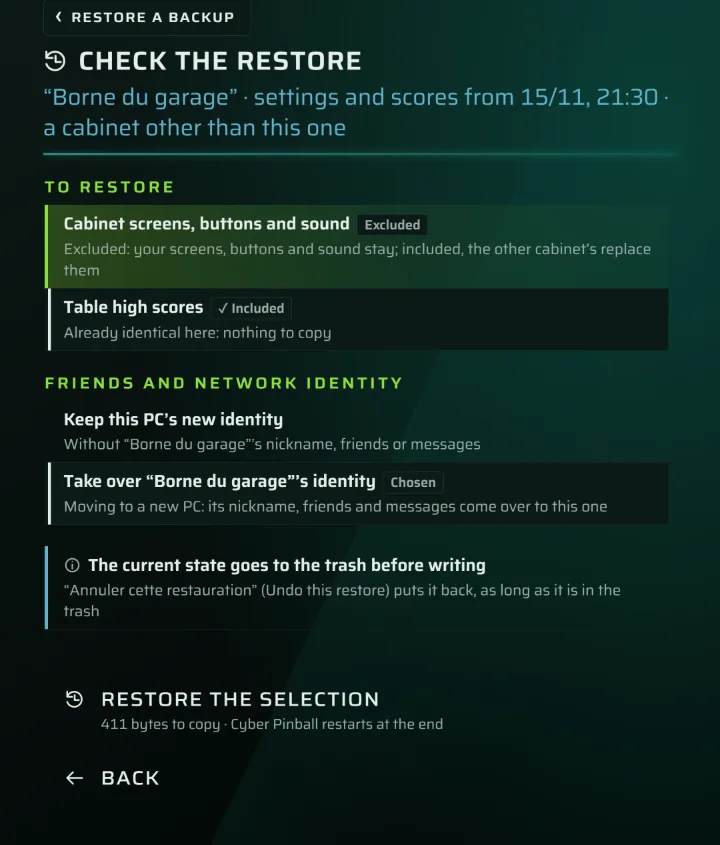 ‹ RESTORE A BACKUP
CHECK THE RESTORE
“Borne du garage” · settings and scores from 15/11, 21:30 ·
a cabinet other than this one
TO RESTORE
Cabinet screens, buttons and sound Excluded
Excluded: your screens, buttons and sound stay; included, the other cabinet’s replace
them
Table high scores ✓ Included
Already identical here: nothing to copy
FRIENDS AND NETWORK IDENTITY
Keep this PC’s new identity
Without “Borne du garage”’s nickname, friends or messages
Take over “Borne du garage”’s identity Chosen
Moving to a new PC: its nickname, friends and messages come over to this one
The current state goes to the trash before writing
“Annuler cette restauration” (Undo this restore) puts it back, as long as it is in the
trash
RESTORE THE SELECTION
411 bytes to copy · Cyber Pinball restarts at the end
← BACK